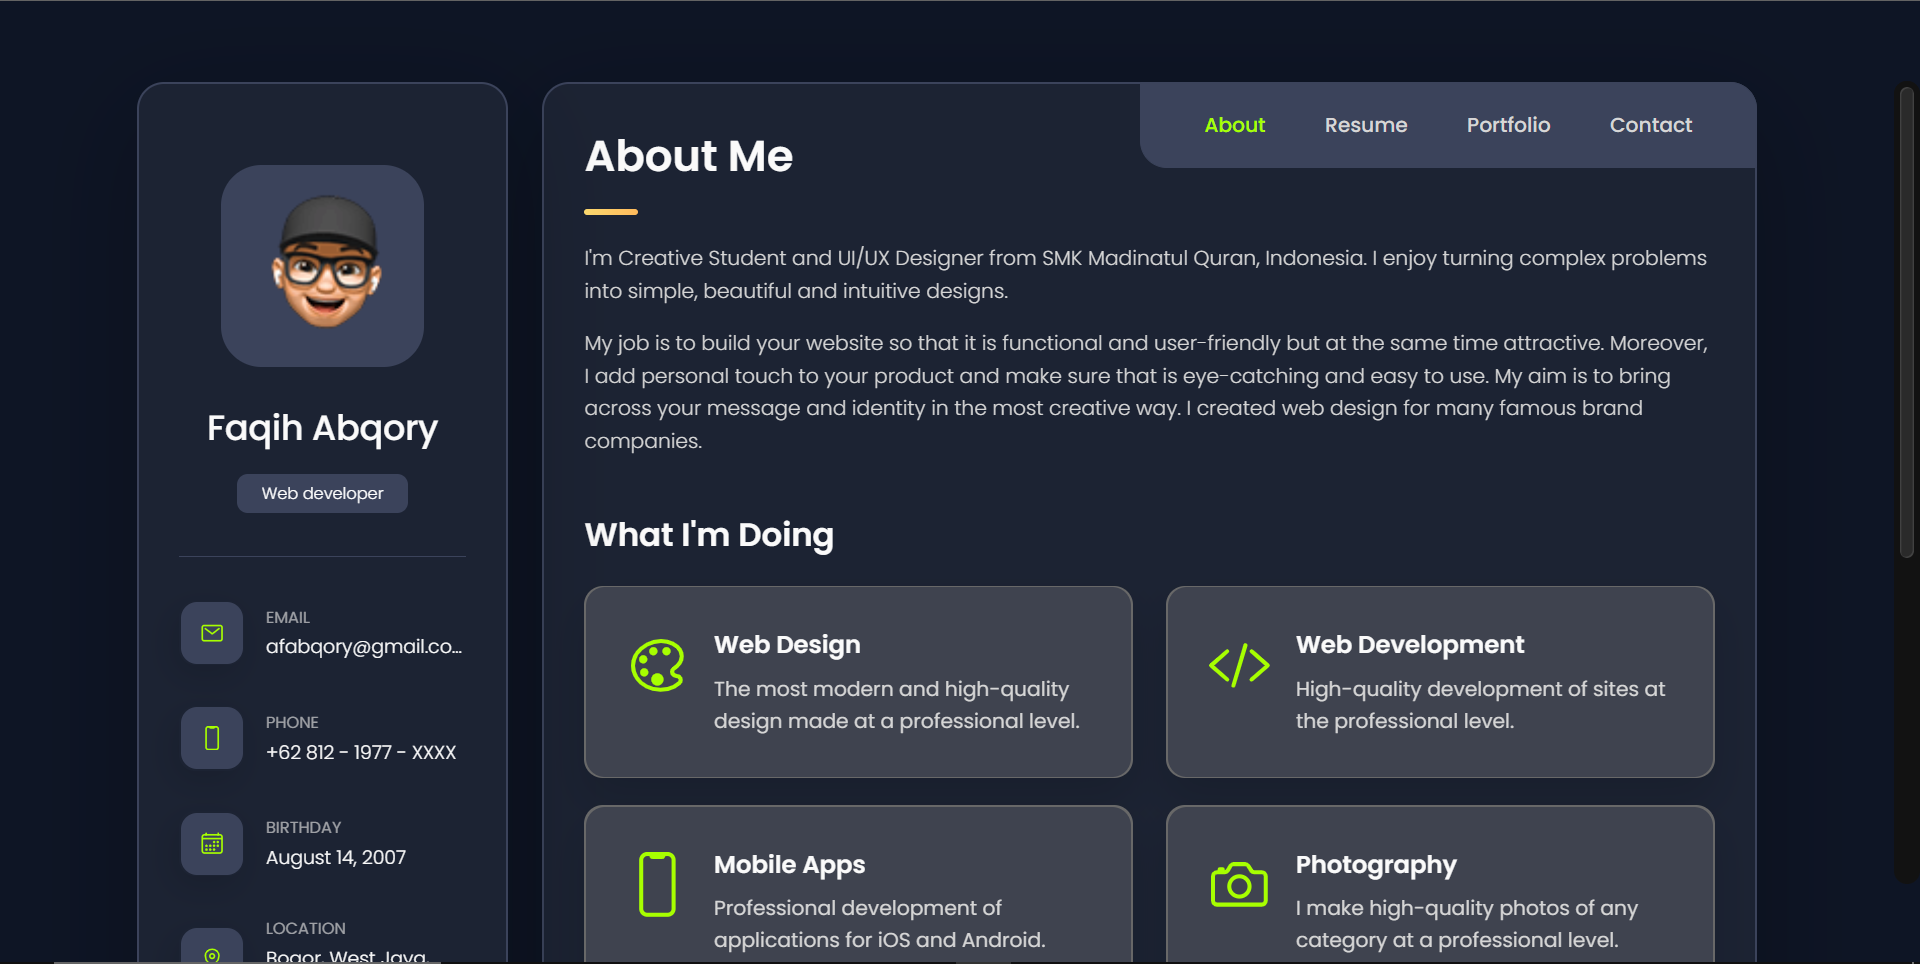 Faqih Abqory
Web developer
EMAIL
afabqory@gmail.co...
PHONE
+62 812 - 1977 - XXXX
BIRTHDAY
August 14, 2007
LOCATION
Bogor, West Java,
About
Resume
Portfolio
Contact
About Me
I'm Creative Student and UI/UX Designer from SMK Madinatul Quran, Indonesia. I enjoy turning complex problems
into simple, beautiful and intuitive designs.
My job is to build your website so that it is functional and user-friendly but at the same time attractive. Moreover,
I add personal touch to your product and make sure that is eye-catching and easy to use. My aim is to bring
across your message and identity in the most creative way. I created web design for many famous brand
companies.
What I'm Doing
Web Design
The most modern and high-quality
design made at a professional level.
Web Development
High-quality development of sites at
the professional level.
Mobile Apps
Professional development of
applications for iOS and Android.
Photography
I make high-quality photos of any
category at a professional level.